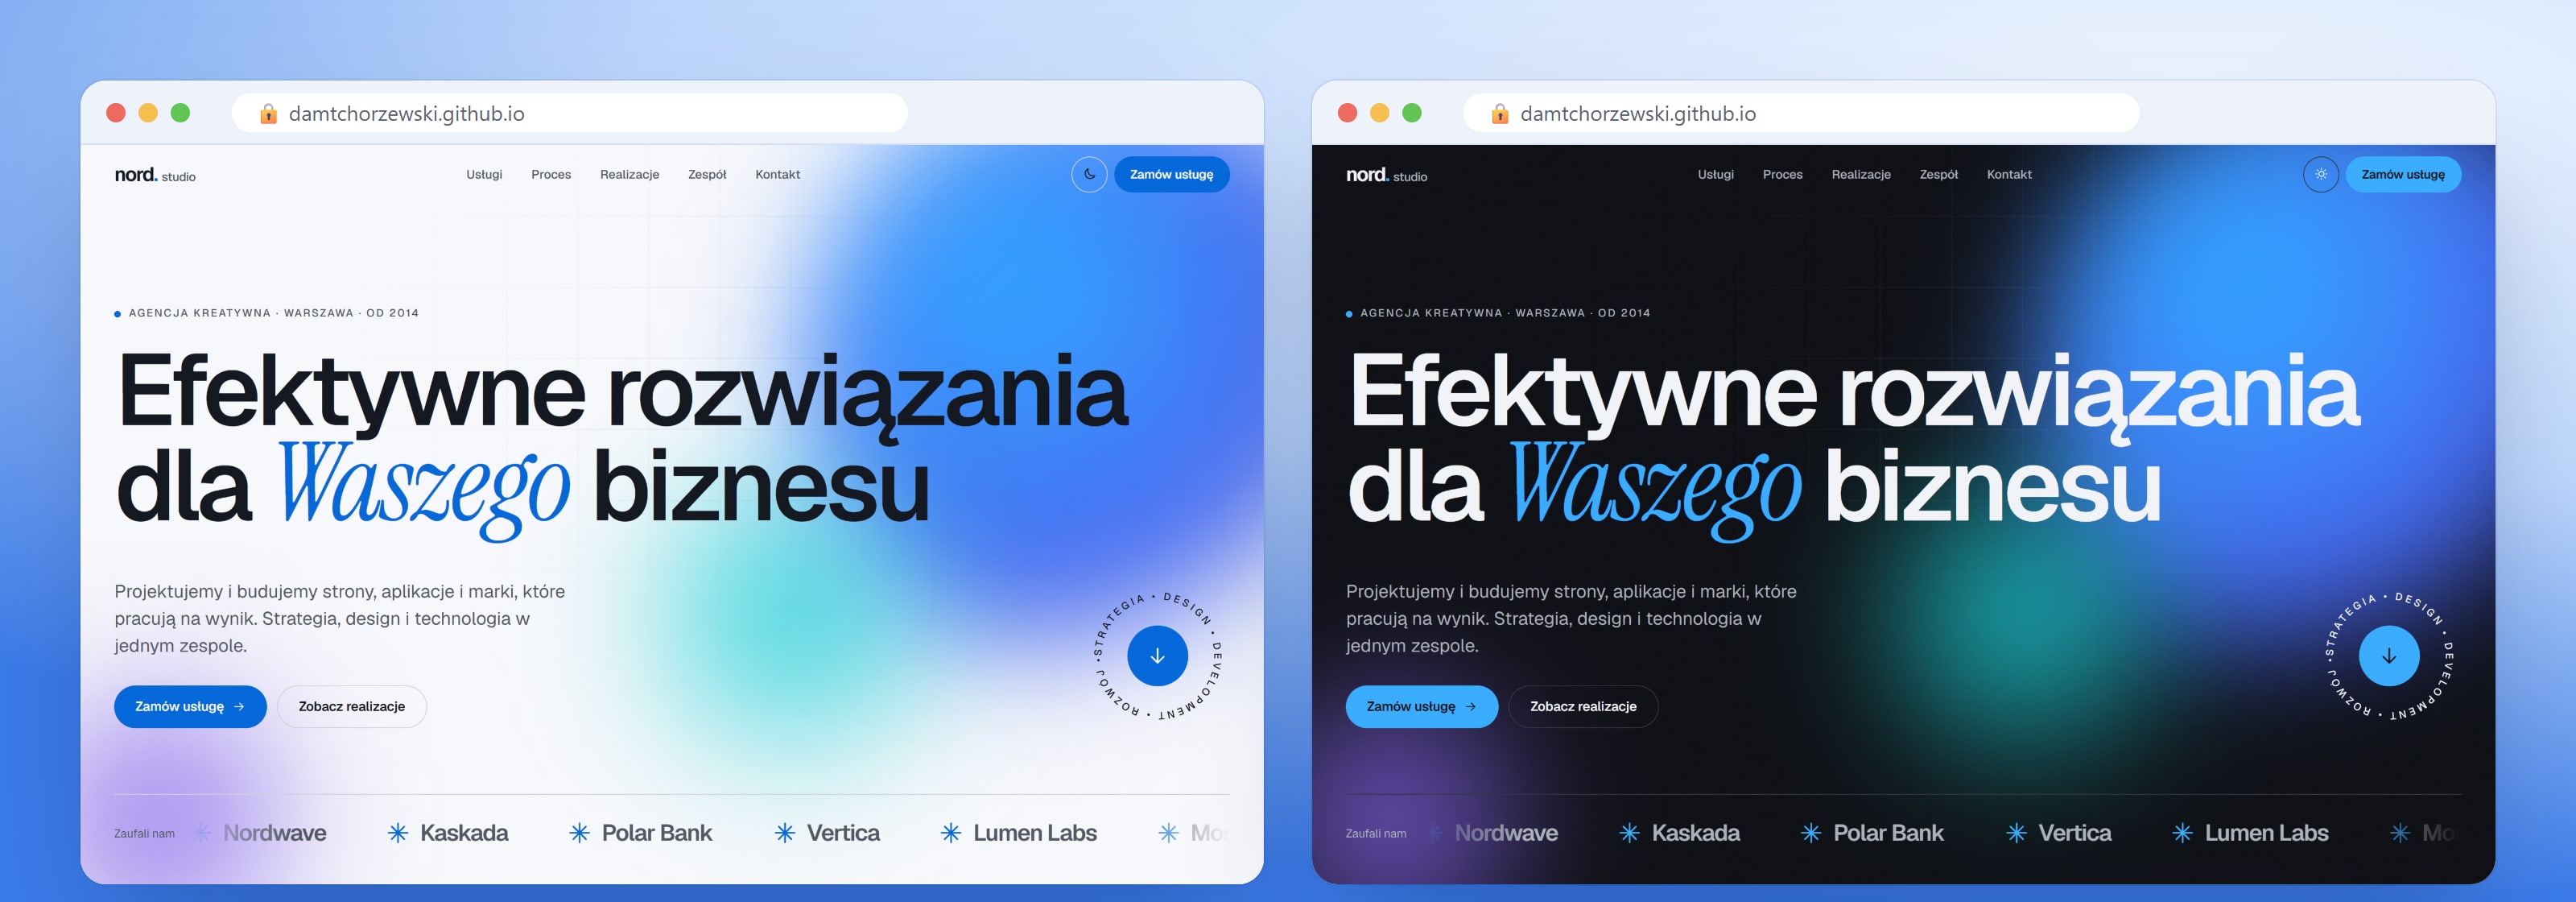 damtchorzewski.github.io
nord. studio
Usługi
Proces
Realizacje
Zespół
Kontakt
Zamów usługę
AGENCJA KREATYWNA · WARSZAWA · OD 2014
Efektywne rozwiązania
dla Waszego biznesu
Projektujemy i budujemy strony, aplikacje i marki, które
pracują na wynik. Strategia, design i technologia w
jednym zespole.
STRATEGIA • DESIGN • DEVELOPMENT • ROZWÓJ •
Zamów usługę →
Zobacz realizacje
Zaufali nam
Nordwave
Kaskada
Polar Bank
Vertica
Lumen Labs
damtchorzewski.github.io
nord. studio
Usługi
Proces
Realizacje
Zespół
Kontakt
Zamów usługę
AGENCJA KREATYWNA · WARSZAWA · OD 2014
Efektywne rozwiązania
dla Waszego biznesu
Projektujemy i budujemy strony, aplikacje i marki, które
pracują na wynik. Strategia, design i technologia w
jednym zespole.
STRATEGIA • DESIGN • DEVELOPMENT • ROZWÓJ •
Zamów usługę →
Zobacz realizacje
Zaufali nam
Nordwave
Kaskada
Polar Bank
Vertica
Lumen Labs